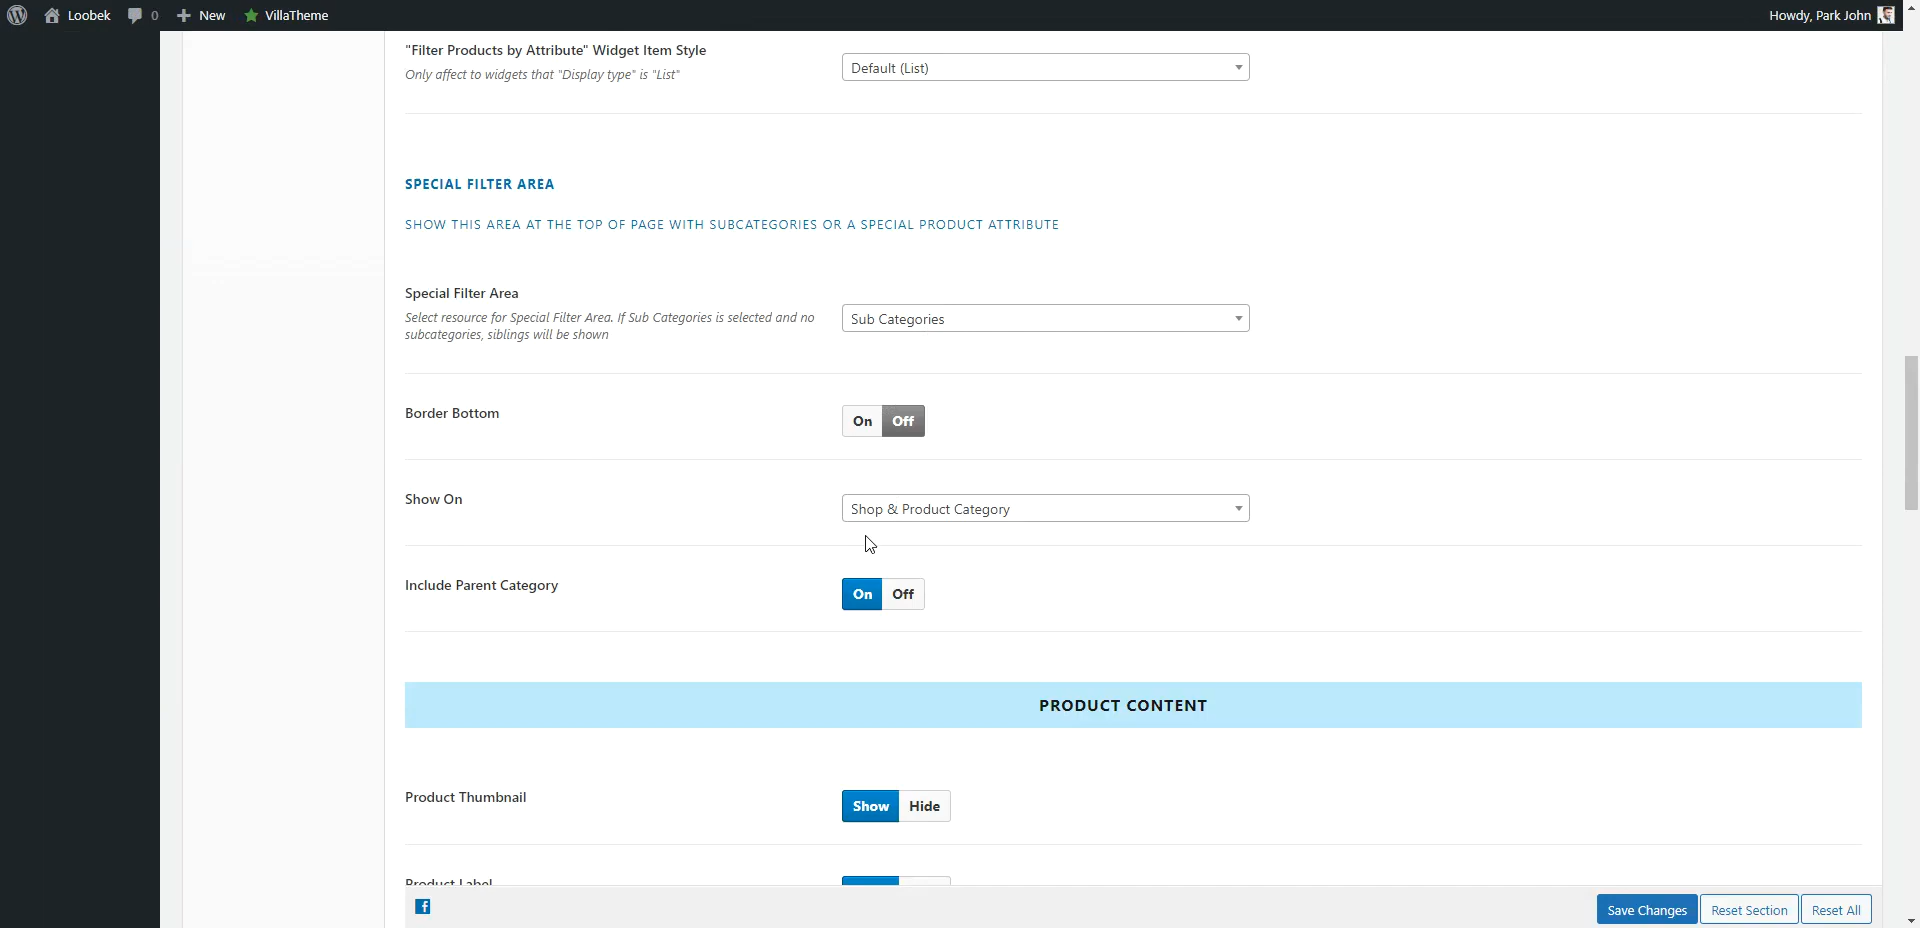 Loobek 0 New VillaTheme Howdy, Park John
"Filter Products by Attribute" Widget Item Style
Only affect to widgets that "Display type" is "List"
Default (List)
SPECIAL FILTER AREA
SHOW THIS AREA AT THE TOP OF PAGE WITH SUBCATEGORIES OR A SPECIAL PRODUCT ATTRIBUTE
Special Filter Area
Select resource for Special Filter Area. If Sub Categories is selected and no
subcategories, siblings will be shown
Sub Categories
Border Bottom
On Off
Show On
Shop & Product Category
Include Parent Category
On Off
PRODUCT CONTENT
Product Thumbnail
Show Hide
Product Label
Save Changes Reset Section Reset All